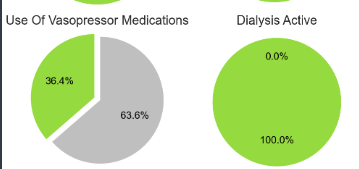 Use Of Vasopressor Medications
Dialysis Active
36.4%
63.6%
0.0%
100.0%